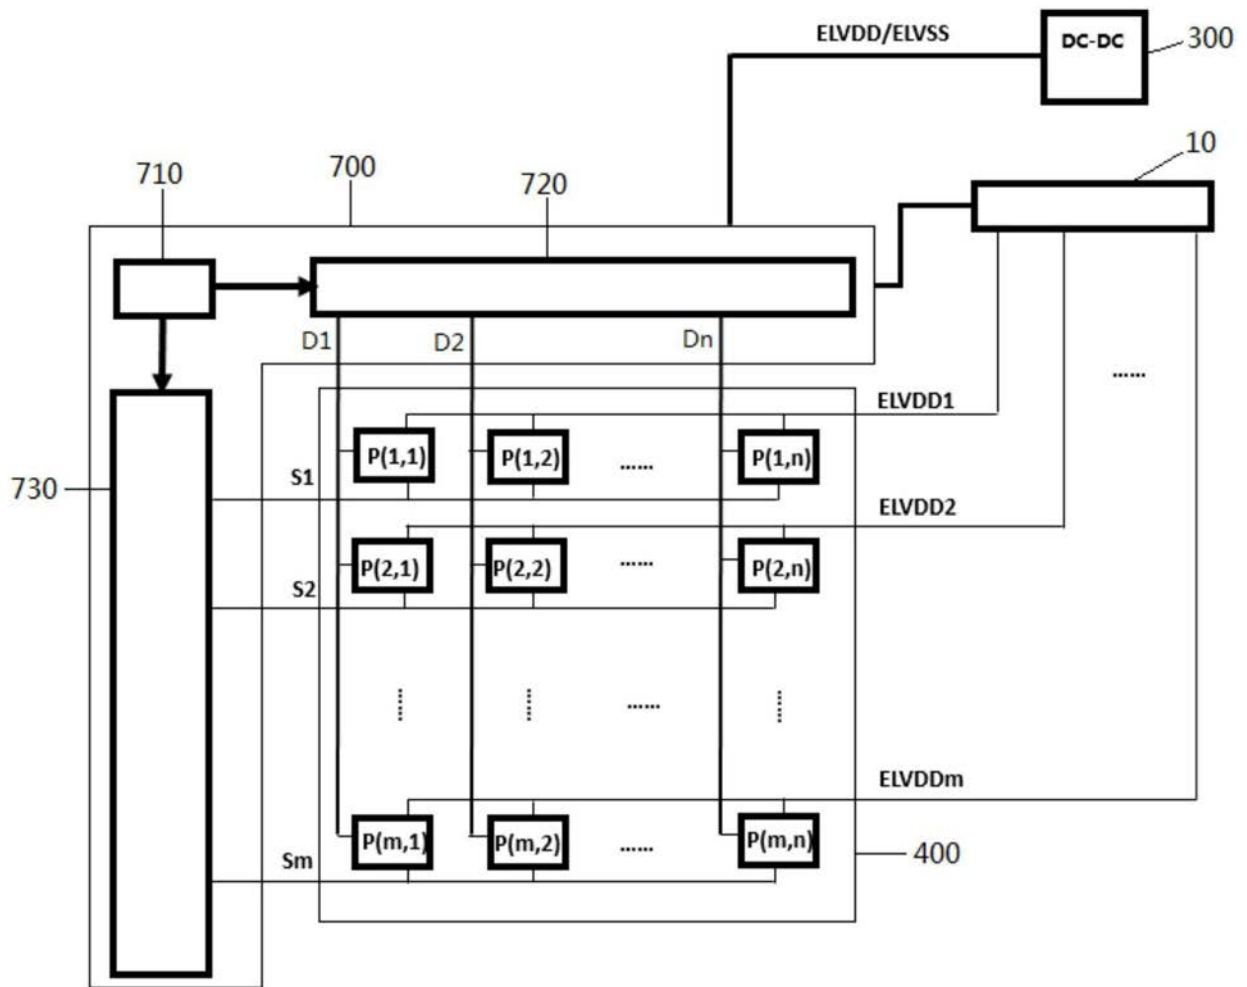 ELVDD/ELVSS
DC-DC
300
10
710
700
720
D1
D2
Dn
......
ELVDD1
P(1,1)
P(1,2)
......
P(1,n)
S1
730
ELVDD2
P(2,1)
P(2,2)
......
P(2,n)
S2
......
......
......
......
ELVDDm
P(m,1)
P(m,2)
......
P(m,n)
Sm
400